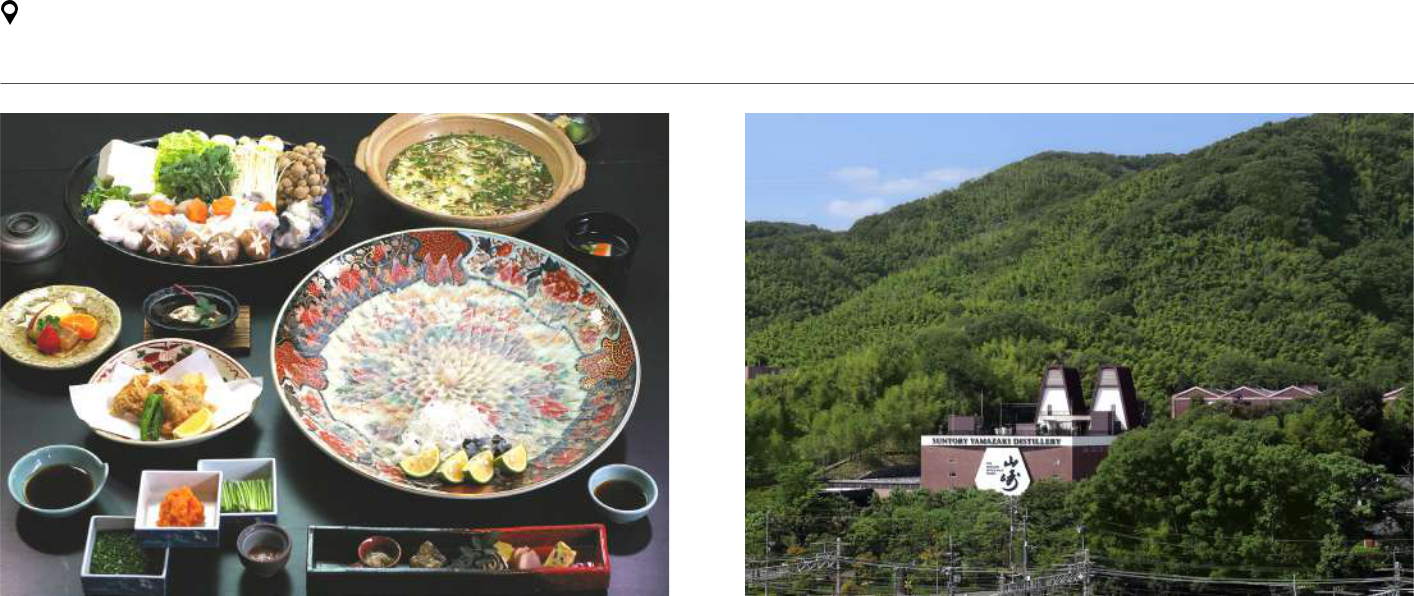 SUNTORY YAMAZAKI DISTILLERY
山崎